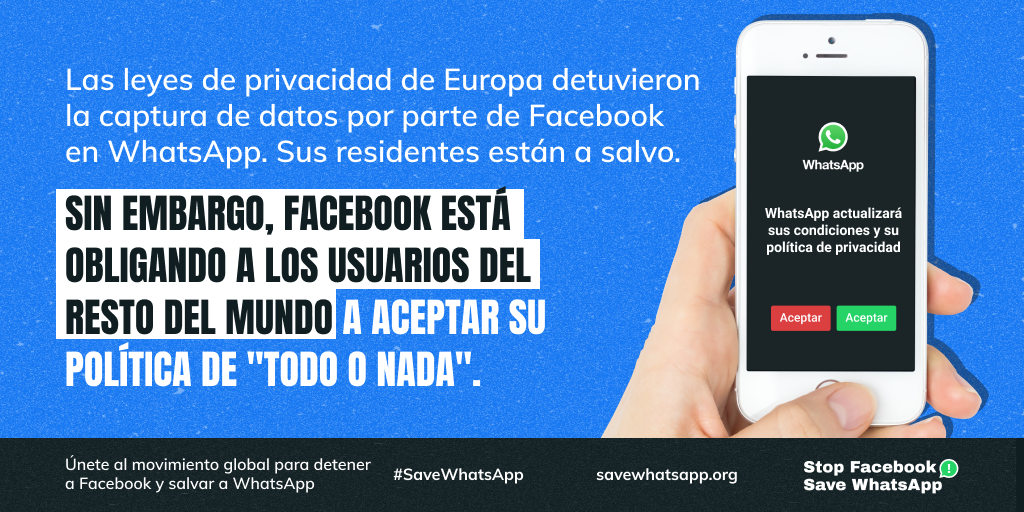 Las leyes de privacidad de Europa detuvieron
la captura de datos por parte de Facebook
en WhatsApp. Sus residentes están a salvo.
SIN EMBARGO, FACEBOOK ESTÁ
OBLIGANDO A LOS USUARIOS DEL
RESTO DEL MUNDO A ACEPTAR SU
POLÍTICA DE "TODO O NADA".
WhatsApp
WhatsApp actualizará
sus condiciones y su
política de privacidad
Aceptar Aceptar
Únete al movimiento global para detener
a Facebook y salvar a WhatsApp
#SaveWhatsApp
savewhatsapp.org
Stop Facebook
Save WhatsApp